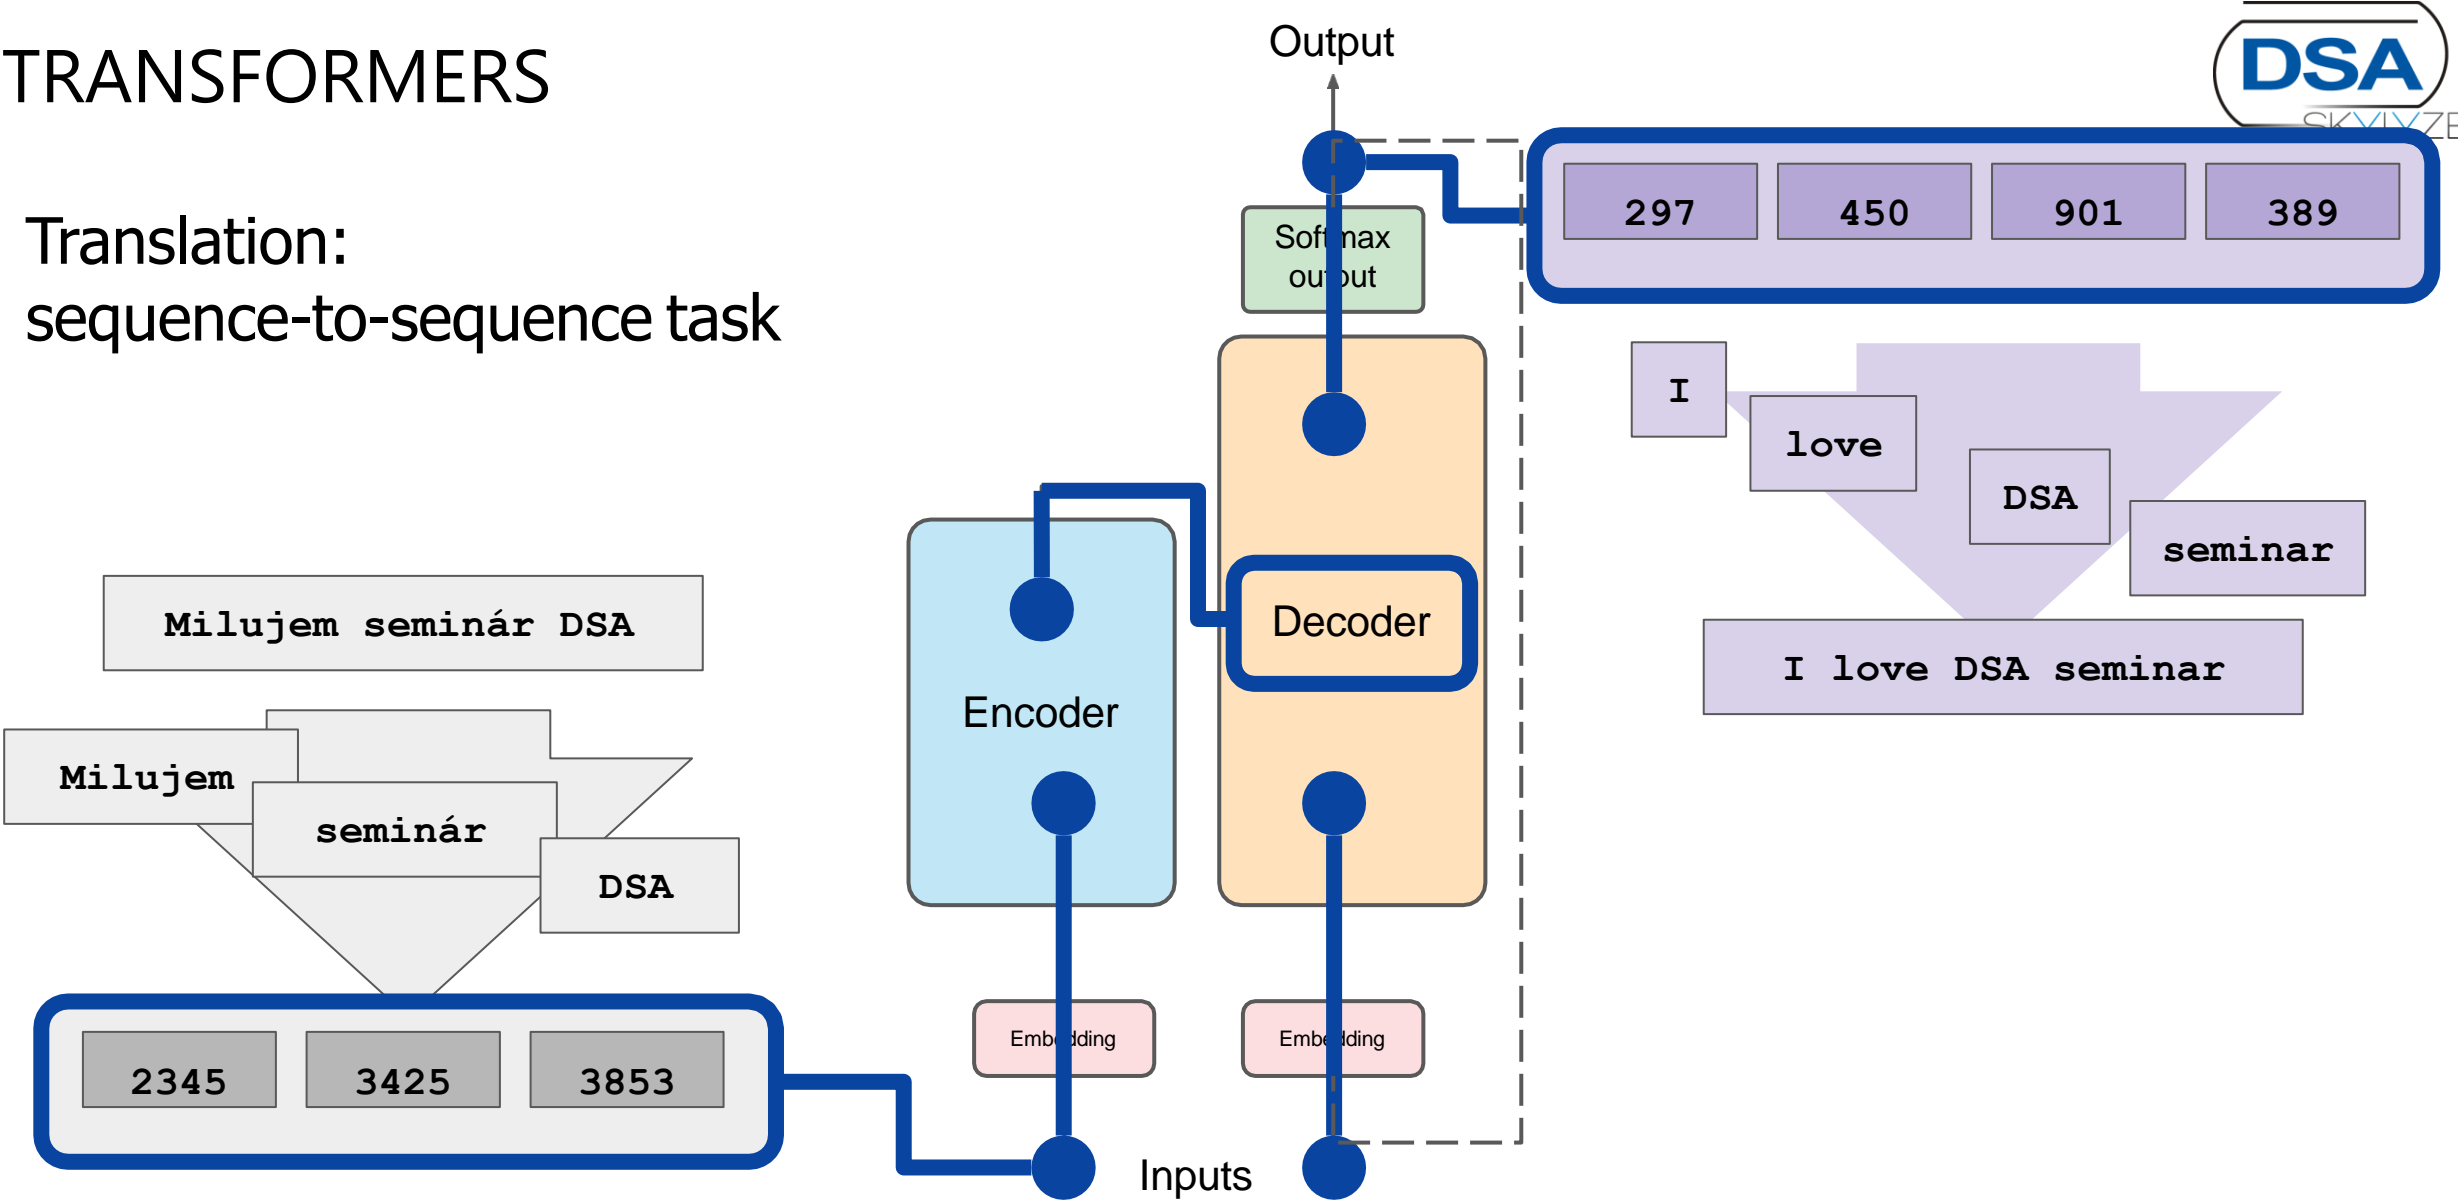 TRANSFORMERS
Translation:
sequence-to-sequence task
Output
DSA
SKYLYZE
Softmax
output
297 450 901 389
I
love
DSA
seminar
I love DSA seminar
Decoder
Encoder
Milujem seminár DSA
Milujem
seminár
DSA
2345 3425 3853
Embedding
Embedding
Inputs